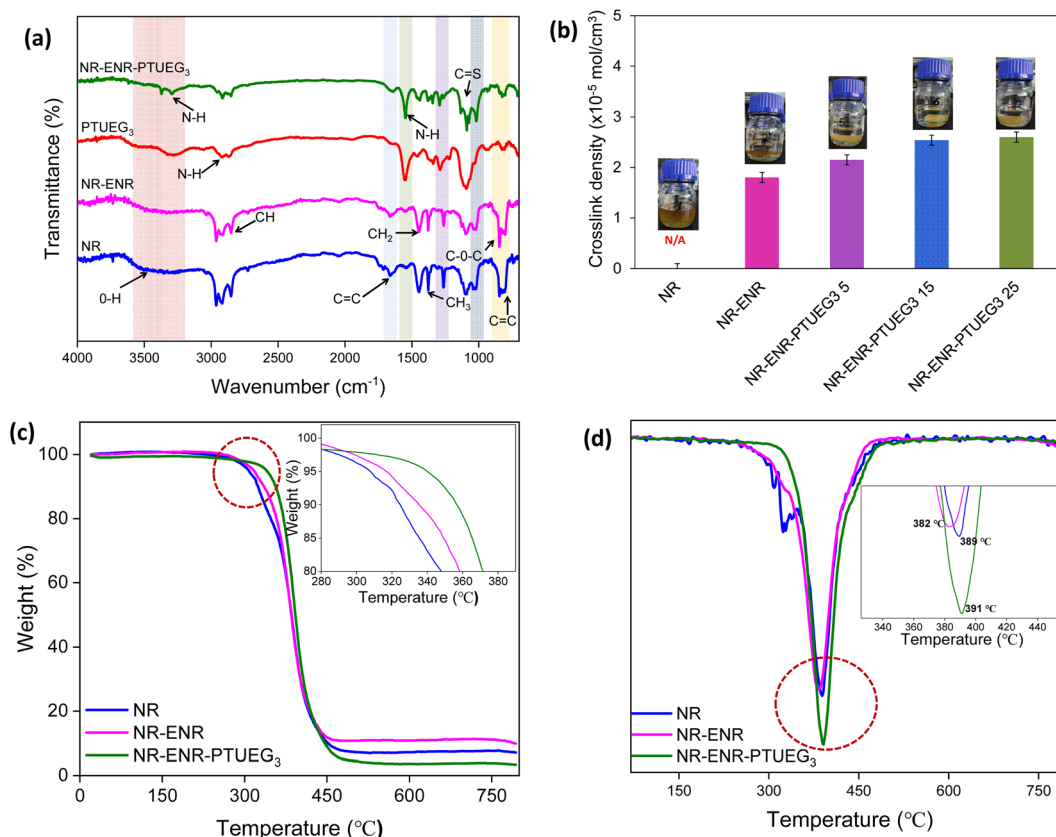 (a)
NR-ENR-PTUEG₃
C=S
N-H
N-H
PTUEG₃
N-H
NR-ENR
CH
CH₂
C-0-C
NR
0-H
C=C
CH₃
C=C
Transmittance (%)
4000 3500 3000 2500 2000 1500 1000
Wavenumber (cm⁻¹)
(b)
Crosslink density (x10⁻⁵ mol/cm³)
5
4
3
2
1
0
N/A
NR
NR-ENR
NR-ENR-PTUEG3 5
NR-ENR-PTUEG3 15
NR-ENR-PTUEG3 25
(c)
Weight (%)
100
80
60
40
20
0
0 150 300 450 600 750
Temperature (℃)
NR
NR-ENR
NR-ENR-PTUEG₃
Weight (%)
100
95
90
85
80
280 300 320 340 360 380
Temperature (℃)
(d)
382 ℃
389 ℃
391 ℃
340 360 380 400 420 440
Temperature (℃)
NR
NR-ENR
NR-ENR-PTUEG₃
150 300 450 600 750
Temperature (℃)